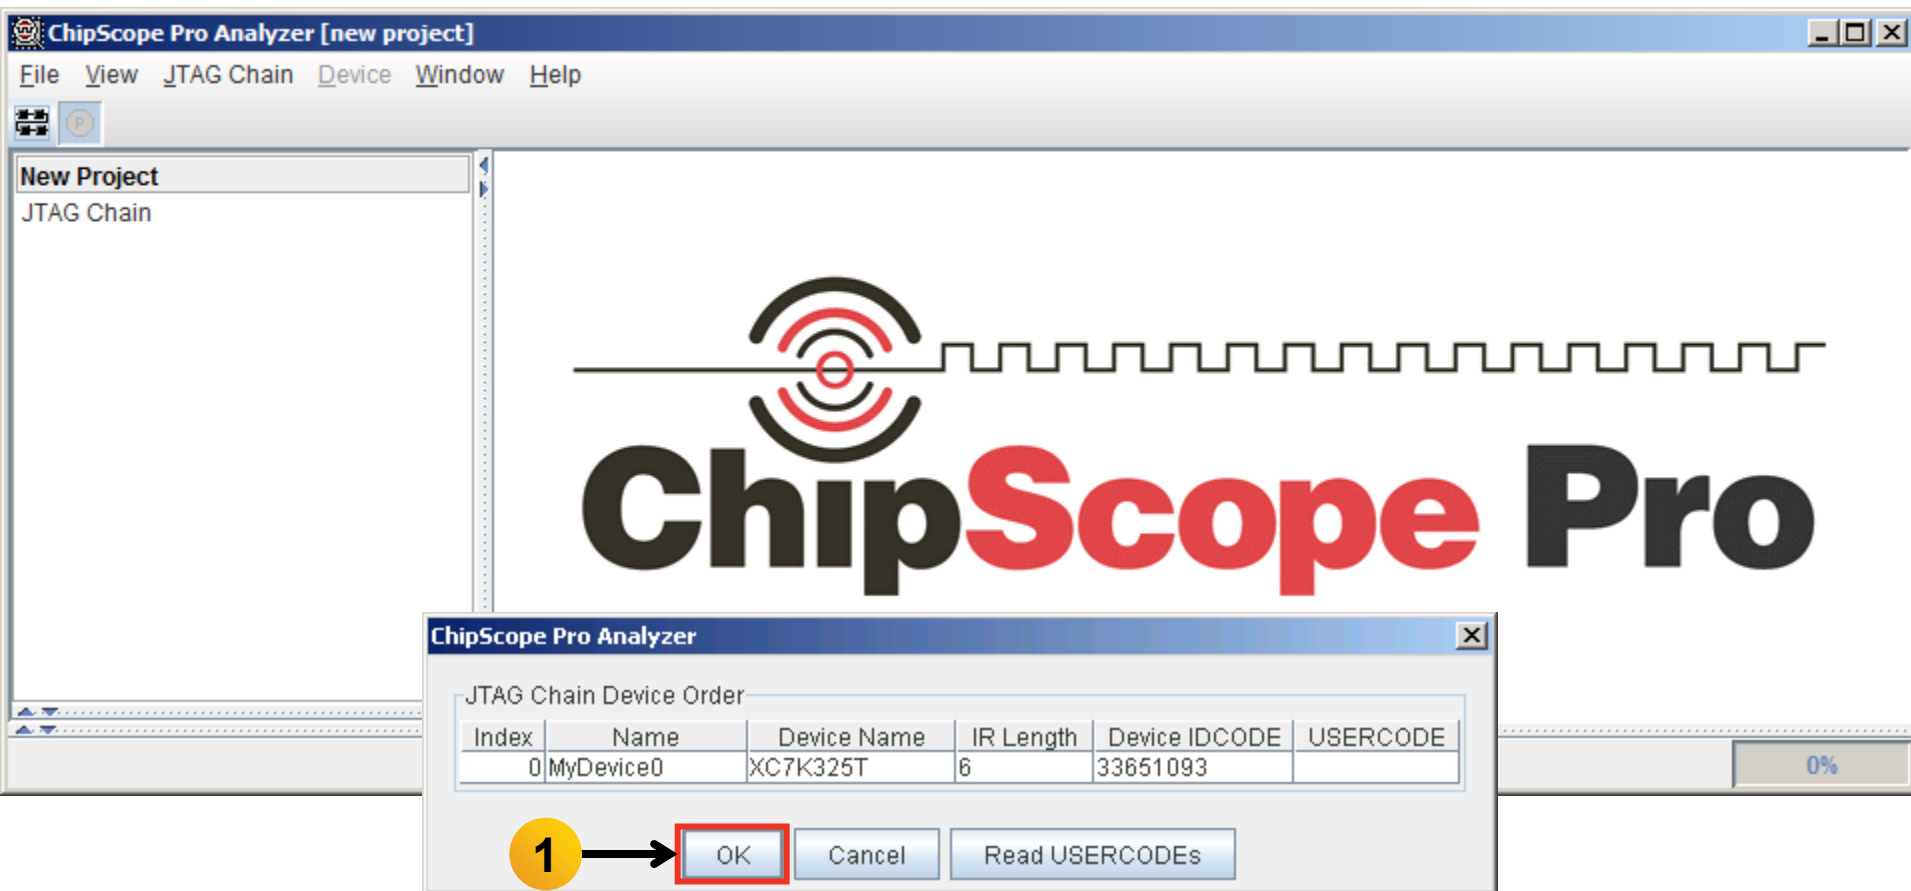 ChipScope Pro Analyzer [new project]
File View JTAG Chain Device Window Help
P
New Project
JTAG Chain
ChipScope Pro
ChipScope Pro Analyzer
JTAG Chain Device Order
Index Name Device Name IR Length Device IDCODE USERCODE
0 MyDevice0 XC7K325T 6 33651093
0%
1 OK Cancel Read USERCODEs